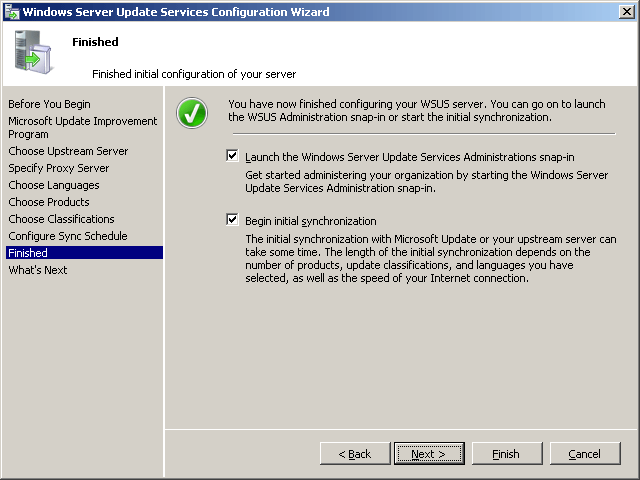 Windows Server Update Services Configuration Wizard
Finished
Finished initial configuration of your server
Before You Begin
Microsoft Update Improvement
Program
Choose Upstream Server
Specify Proxy Server
Choose Languages
Choose Products
Choose Classifications
Configure Sync Schedule
Finished
What's Next
You have now finished configuring your WSUS server. You can go on to launch
the WSUS Administration snap-in or start the initial synchronization.
Launch the Windows Server Update Services Administrations snap-in
Get started administering your organization by starting the Windows Server
Update Services Administration snap-in.
Begin initial synchronization
The initial synchronization with Microsoft Update or your upstream server can
take some time. The length of the initial synchronization depends on the
number of products, update classifications, and languages you have
selected, as well as the speed of your Internet connection.
< Back
Next >
Finish
Cancel